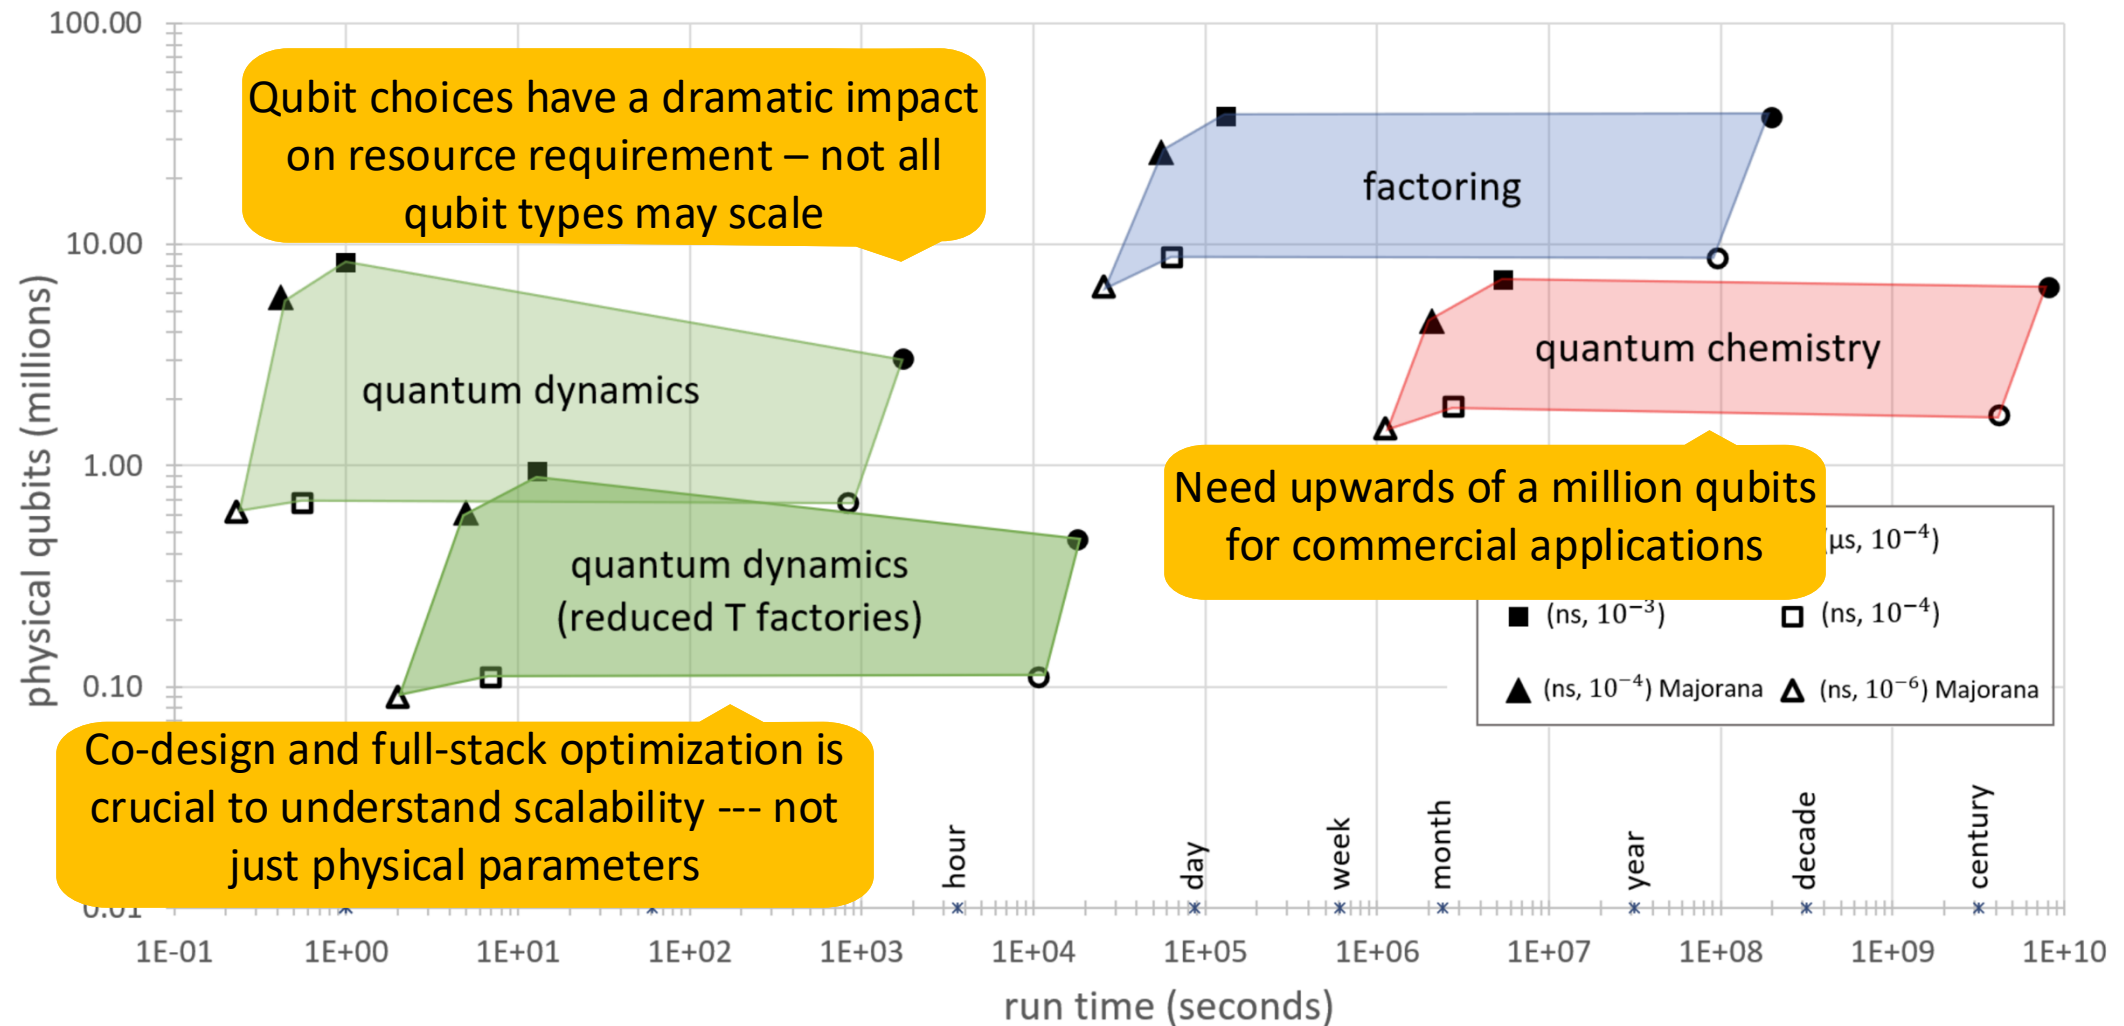 100.00
10.00
1.00
0.10
0.01
physical qubits (millions)
Qubit choices have a dramatic impact
on resource requirement – not all
qubit types may scale
factoring
quantum chemistry
quantum dynamics
quantum dynamics
(reduced T factories)
Need upwards of a million qubits
for commercial applications
(µs, 10⁻⁴)
(ns, 10⁻³)
(ns, 10⁻⁴)
(ns, 10⁻⁴) Majorana
(ns, 10⁻⁶) Majorana
Co-design and full-stack optimization is
crucial to understand scalability --- not
just physical parameters
hour
day
week
month
year
decade
century
1E-01
1E+00
1E+01
1E+02
1E+03
1E+04
1E+05
1E+06
1E+07
1E+08
1E+09
1E+10
run time (seconds)